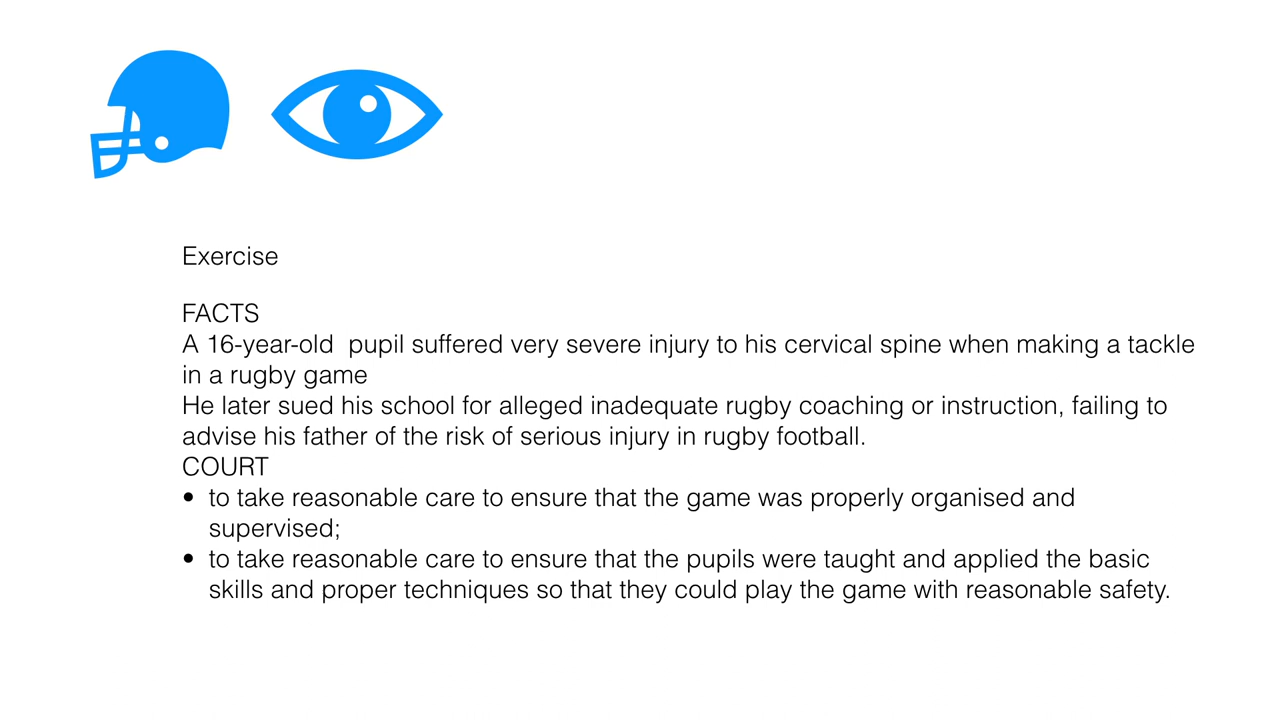 Exercise
FACTS
A 16-year-old  pupil suffered very severe injury to his cervical spine when making a tackle
in a rugby game
He later sued his school for alleged inadequate rugby coaching or instruction, failing to
advise his father of the risk of serious injury in rugby football.
COURT
• to take reasonable care to ensure that the game was properly organised and
supervised;
• to take reasonable care to ensure that the pupils were taught and applied the basic
skills and proper techniques so that they could play the game with reasonable safety.